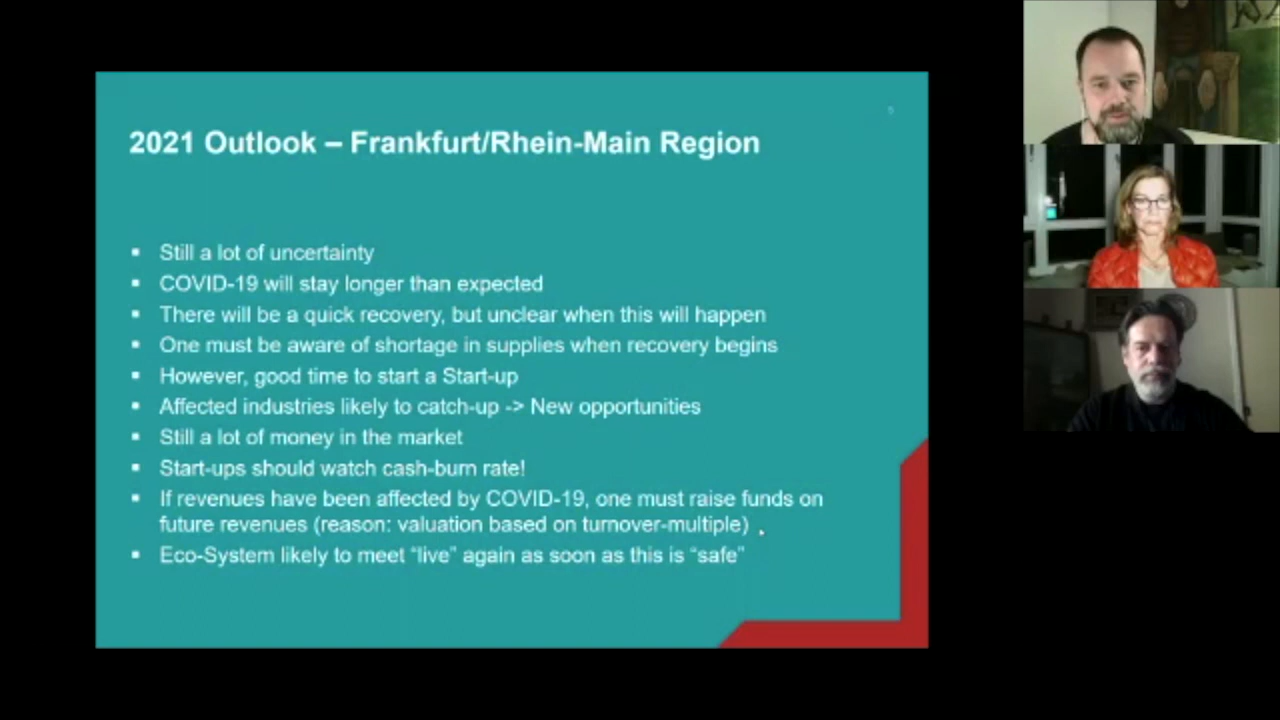 2021 Outlook – Frankfurt/Rhein-Main Region
▪ Still a lot of uncertainty
▪ COVID-19 will stay longer than expected
▪ There will be a quick recovery, but unclear when this will happen
▪ One must be aware of shortage in supplies when recovery begins
▪ However, good time to start a Start-up
▪ Affected industries likely to catch-up -> New opportunities
▪ Still a lot of money in the market
▪ Start-ups should watch cash-burn rate!
▪ If revenues have been affected by COVID-19, one must raise funds on
future revenues (reason: valuation based on turnover-multiple)
▪ Eco-System likely to meet “live” again as soon as this is “safe”